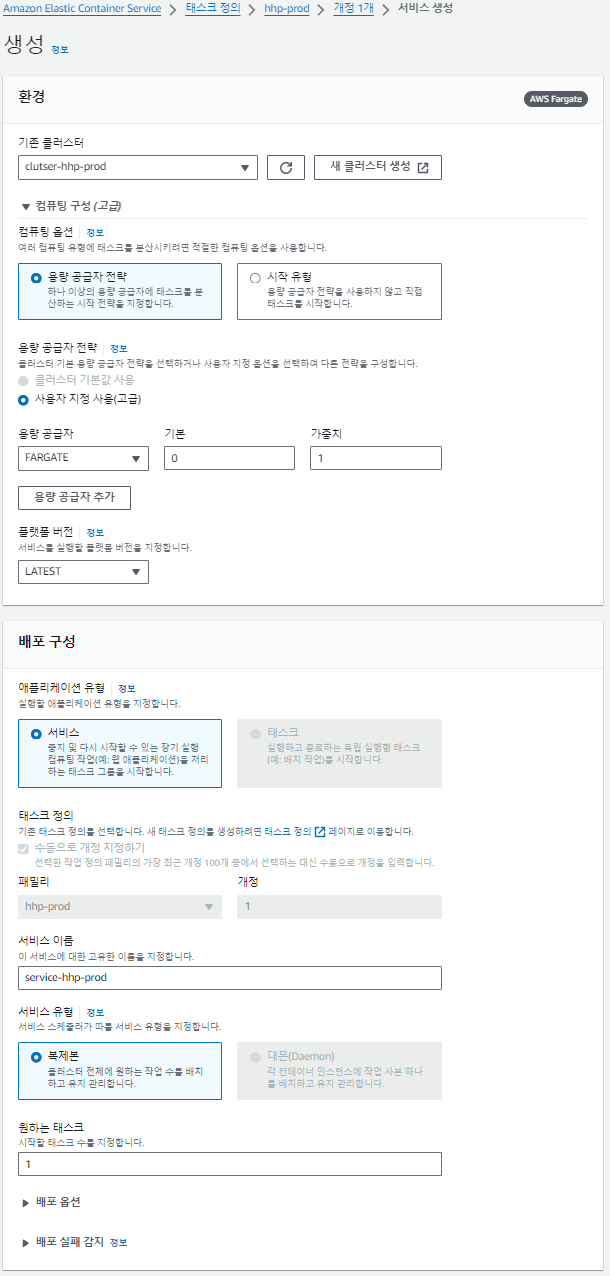 Amazon Elastic Container Service > 태스크 정의 > hhp-prod > 개정 1개 > 서비스 생성
생성 정보
환경 AWS Fargate
기존 클러스터
clutser-hhp-prod 새 클러스터 생성
컴퓨팅 구성 (고급)
컴퓨팅 옵션 정보
여러 컴퓨팅 유형에 태스크를 분산시키려면 적절한 컴퓨팅 옵션을 사용합니다.
용량 공급자 전략
하나 이상의 용량 공급자에 태스크를 분
산하는 시작 전략을 지정합니다.
시작 유형
용량 공급자 전략을 사용하지 않고 직접
태스크를 시작합니다.
용량 공급자 전략 정보
클러스터 기본 용량 공급자 전략을 선택하거나 사용자 지정 옵션을 선택하여 다른 전략을 구성합니다.
클러스터 기본값 사용
사용자 지정 사용(고급)
용량 공급자 기본 가중치
FARGATE 0 1
용량 공급자 추가
플랫폼 버전 정보
서비스를 실행할 플랫폼 버전을 지정합니다.
LATEST
배포 구성
애플리케이션 유형 정보
실행할 애플리케이션 유형을 지정합니다.
서비스
중지 및 다시 시작할 수 있는 장기 실행
컴퓨팅 작업(예: 웹 애플리케이션)을 처리
하는 태스크 그룹을 시작합니다.
태스크
실행하고 종료하는 독립 실행형 태스크
(예: 배치 작업)를 시작합니다.
태스크 정의
기존 태스크 정의를 선택합니다. 새 태스크 정의를 생성하려면 태스크 정의 페이지로 이동합니다.
수동으로 개정 지정하기
선택한 작업 정의 패밀리의 가장 최근 개정 100개 중에서 선택하는 대신 수동으로 개정을 입력합니다.
패밀리 개정
hhp-prod 1
서비스 이름
이 서비스에 대한 고유한 이름을 지정합니다.
service-hhp-prod
서비스 유형 정보
서비스 스케줄러가 따를 서비스 유형을 지정합니다.
복제본
클러스터 전체에 원하는 작업 수를 배치
하고 유지 관리합니다.
대몬(Daemon)
각 컨테이너 인스턴스에 작업 사본 하나
를 배치하고 유지 관리합니다.
원하는 태스크
시작할 태스크 수를 지정합니다.
1
배포 옵션
배포 실패 감지 정보